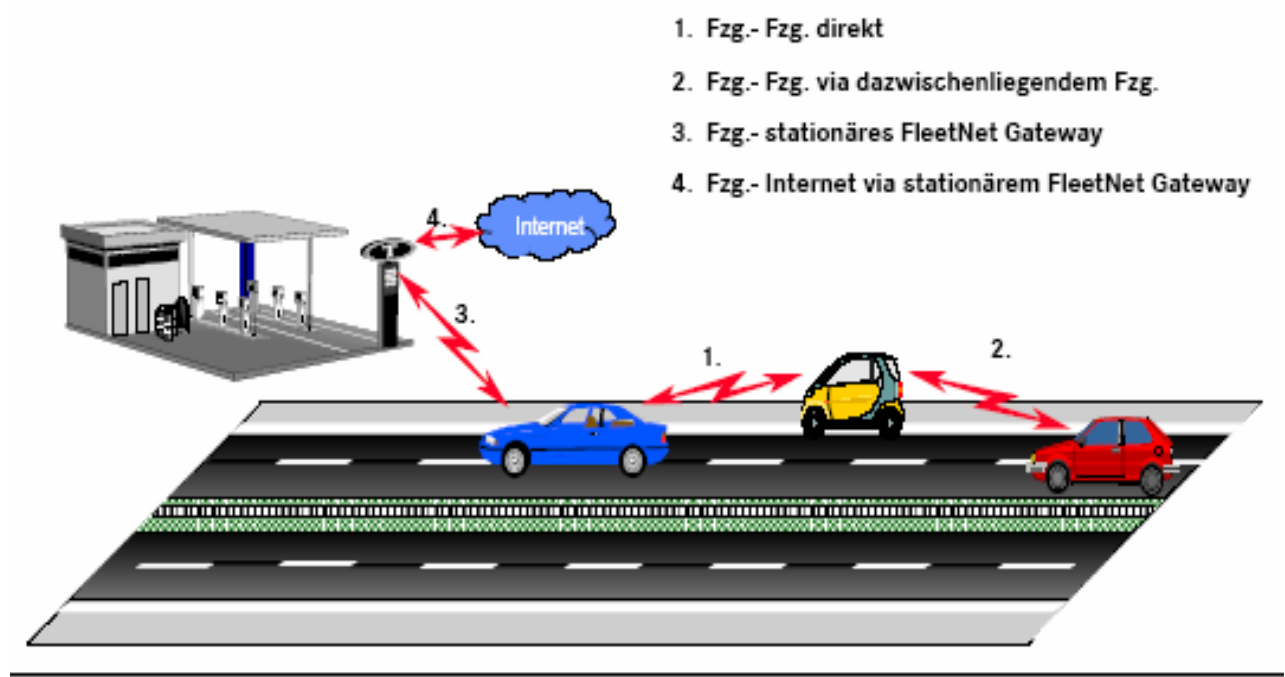 1. Fzg.- Fzg. direkt
2. Fzg.- Fzg. via dazwischenliegendem Fzg.
3. Fzg.- stationäres FleetNet Gateway
4. Fzg.- Internet via stationärem FleetNet Gateway
4.
Internet
3.
1.
2.